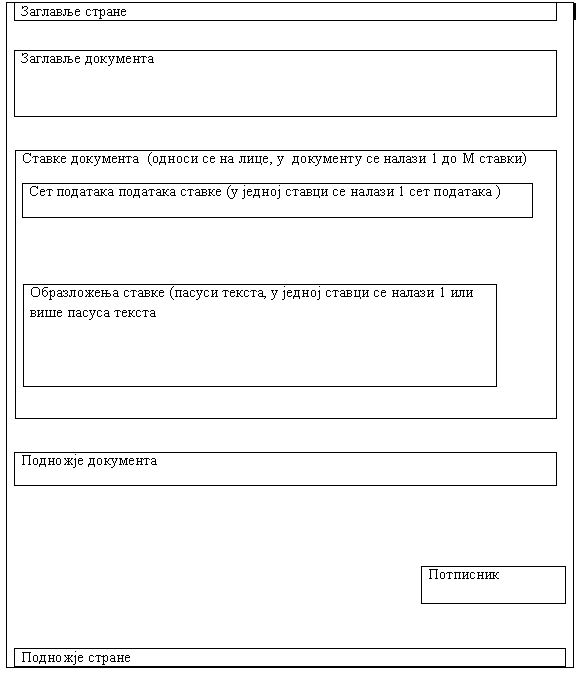 Заглавље стране
Заглавље документа
Ставке документа (односи се на лице, у документу се налази 1 до М ставки)
Сет података података ставке (у једној ставци се налази 1 сет података )
Образложења ставке (пасуси текста, у једној ставци се налази 1 или
више пасуса текста
Подножје документа
Потписник
Подножје стране